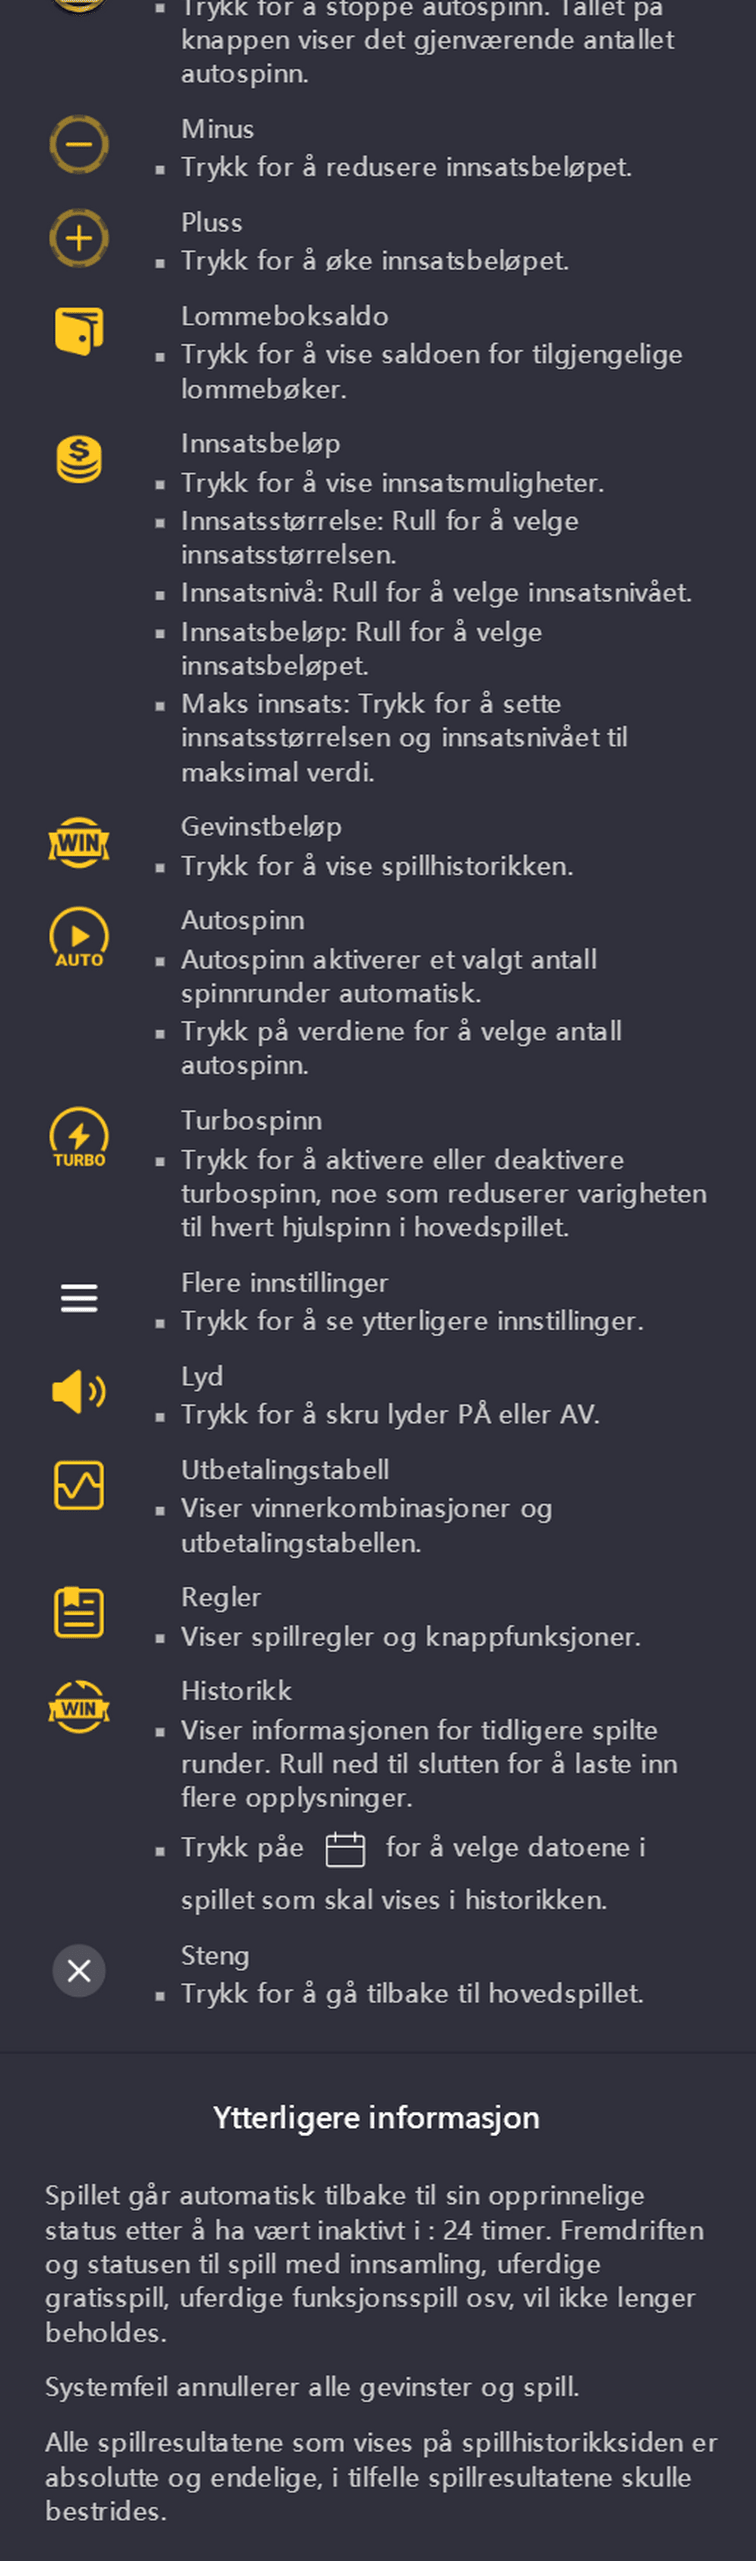 Trykk for å stoppe autospinn. Tallet på
knappen viser det gjenværende antallet
autospinn.
Minus
▪ Trykk for å redusere innsatsbeløpet.
Pluss
▪ Trykk for å øke innsatsbeløpet.
Lommeboksaldo
▪ Trykk for å vise saldoen for tilgjengelige
lommebøker.
$
Innsatsbeløp
▪ Trykk for å vise innsatsmuligheter.
▪ Innsatsstørrelse: Rull for å velge
innsatsstørrelsen.
▪ Innsatsnivå: Rull for å velge innsatsnivået.
▪ Innsatsbeløp: Rull for å velge
innsatsbeløpet.
▪ Maks innsats: Trykk for å sette
innsatsstørrelsen og innsatsnivået til
maksimal verdi.
WIN
Gevinstbeløp
▪ Trykk for å vise spillhistorikken.
AUTO
Autospinn
▪ Autospinn aktiverer et valgt antall
spinnrunder automatisk.
▪ Trykk på verdiene for å velge antall
autospinn.
TURBO
Turbospinn
▪ Trykk for å aktivere eller deaktivere
turbospinn, noe som reduserer varigheten
til hvert hjulspinn i hovedspillet.
Flere innstillinger
▪ Trykk for å se ytterligere innstillinger.
Lyd
▪ Trykk for å skru lyder PÅ eller AV.
Utbetalingstabell
▪ Viser vinnerkombinasjoner og
utbetalingstabellen.
Regler
▪ Viser spillregler og knappfunksjoner.
WIN
Historikk
▪ Viser informasjonen for tidligere spilte
runder. Rull ned til slutten for å laste inn
flere opplysninger.
▪ Trykk påe for å velge datoene i
spillet som skal vises i historikken.
Steng
▪ Trykk for å gå tilbake til hovedspillet.
Ytterligere informasjon
Spillet går automatisk tilbake til sin opprinnelige
status etter å ha vært inaktivt i : 24 timer. Fremdriften
og statusen til spill med innsamling, uferdige
gratisspill, uferdige funksjonsspill osv, vil ikke lenger
beholdes.
Systemfeil annullerer alle gevinster og spill.
Alle spillresultatene som vises på spillhistorikksiden er
absolutte og endelige, i tilfelle spillresultatene skulle
bestrides.